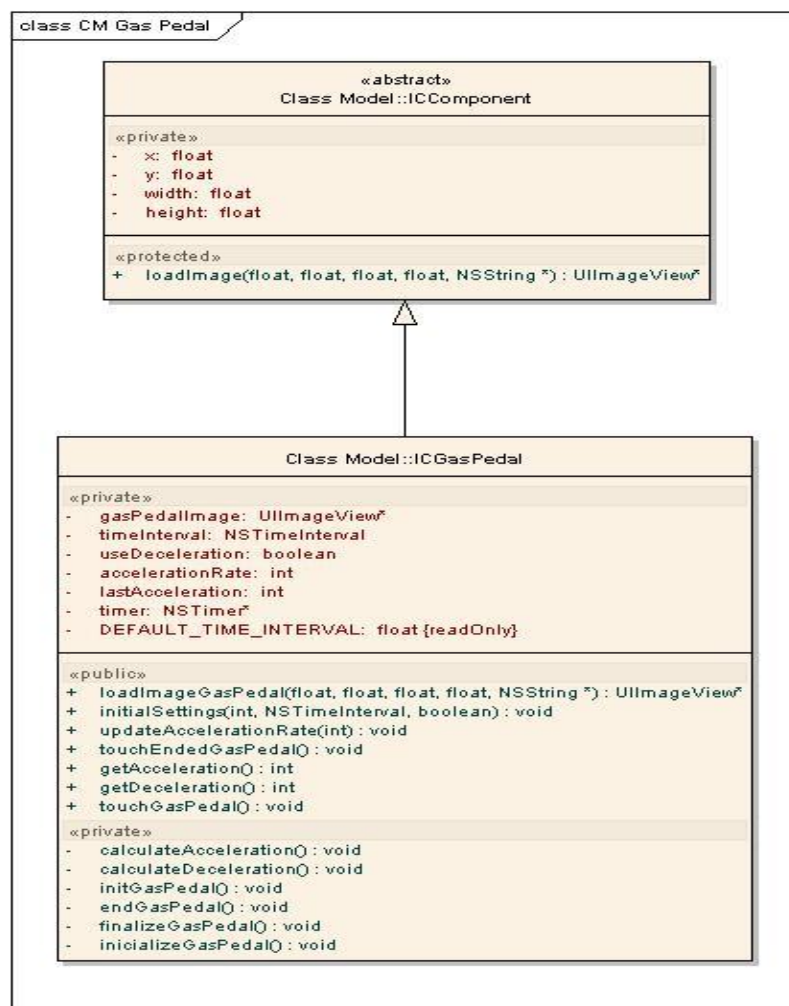 class CM Gas Pedal
«abstract»
Class Model::ICComponent
«private»
- x: float
- y: float
- width: float
- height: float
«protected»
+ loadImage(float, float, float, float, NSString *) : UIImageView*
Class Model::ICGasPedal
«private»
- gasPedalImage: UIImageView*
- timeInterval: NSTimeInterval
- useDeceleration: boolean
- accelerationRate: int
- lastAcceleration: int
- timer: NSTimer*
- DEFAULT_TIME_INTERVAL: float {readOnly}
«public»
+ loadImageGasPedal(float, float, float, float, NSString *) : UIImageView*
+ initialSettings(int, NSTimeInterval, boolean) : void
+ updateAccelerationRate(int) : void
+ touchEndedGasPedal() : void
+ getAcceleration() : int
+ getDeceleration() : int
+ touchGasPedal() : void
«private»
- calculateAcceleration() : void
- calculateDeceleration() : void
- initGasPedal() : void
- endGasPedal() : void
- finalizeGasPedal() : void
- inicializeGasPedal() : void